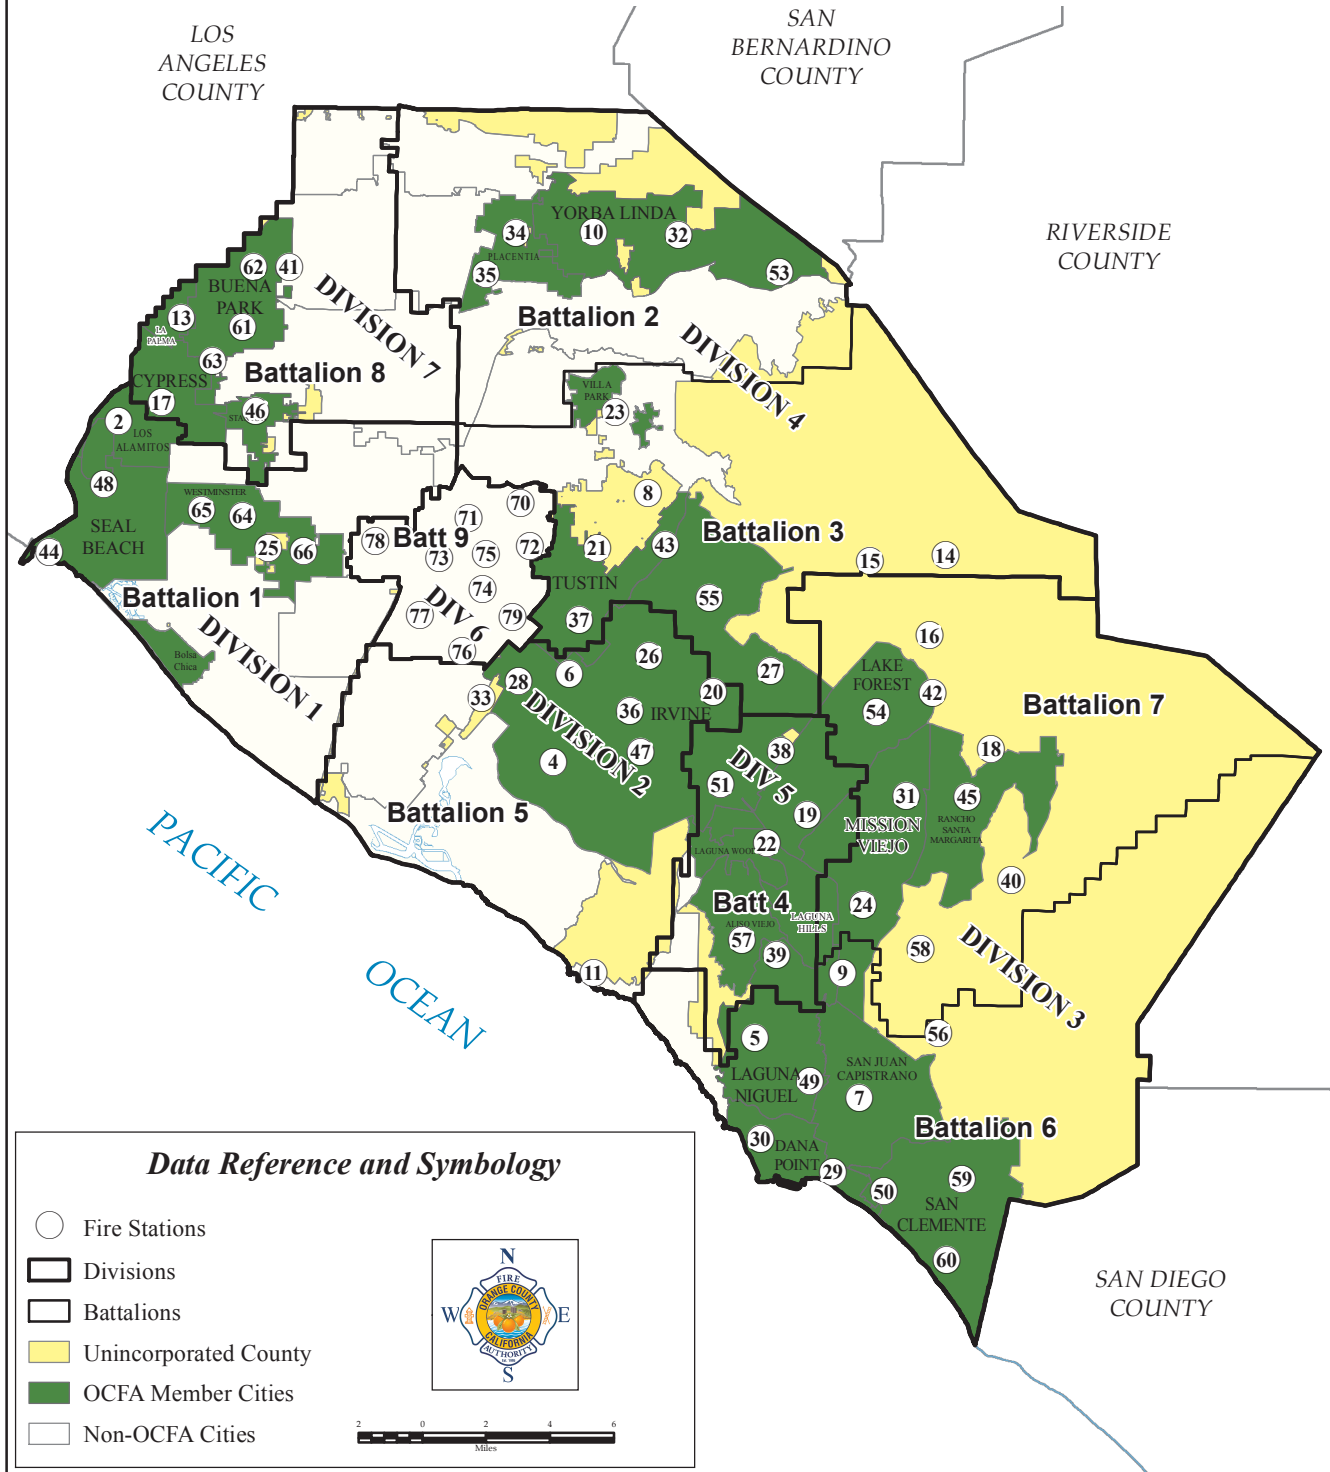 LOS
ANGELES
COUNTY
SAN
BERNARDINO
COUNTY
RIVERSIDE
COUNTY
YORBA LINDA
34
10
32
PLACENTIA
35
53
62
41
BUENA
PARK
13
61
LA
PALMA
63
DIVISION 7
Battalion 2
DIVISION 4
Battalion 8
CYPRESS
17
46
VILLA
PARK
23
2
LOS
ALAMITOS
48
SEAL
BEACH
44
WESTMINSTER
65
64
25
66
8
70
71
Batt 9
78
73
75
72
21
43
Battalion 3
15
14
TUSTIN
74
DIV 6
77
79
76
37
55
Battalion 1
DIVISION 1
Bolsa
Chica
16
26
6
28
33
27
20
36
IRVINE
DIVISION 2
47
4
LAKE
FOREST
42
54
Battalion 7
18
38
DIV 5
51
19
31
45
MISSION
VIEJO
RANCHO
SANTA
MARGARITA
22
Battalion 5
40
24
Batt 4
ALISO VIEJO
LAGUNA
HILLS
57
39
58
DIVISION 3
9
11
56
5
LAGUNA
NIGUEL
49
SAN JUAN
CAPISTRANO
7
Battalion 6
30
DANA
POINT
29
50
59
SAN
CLEMENTE
60
PACIFIC
OCEAN
SAN DIEGO
COUNTY
Data Reference and Symbology
Fire Stations
Divisions
Battalions
Unincorporated County
OCFA Member Cities
Non-OCFA Cities
N
W
E
S
FIRE
ORANGE COUNTY
CALIFORNIA
AUTHORITY
2 0 2 4 6
Miles